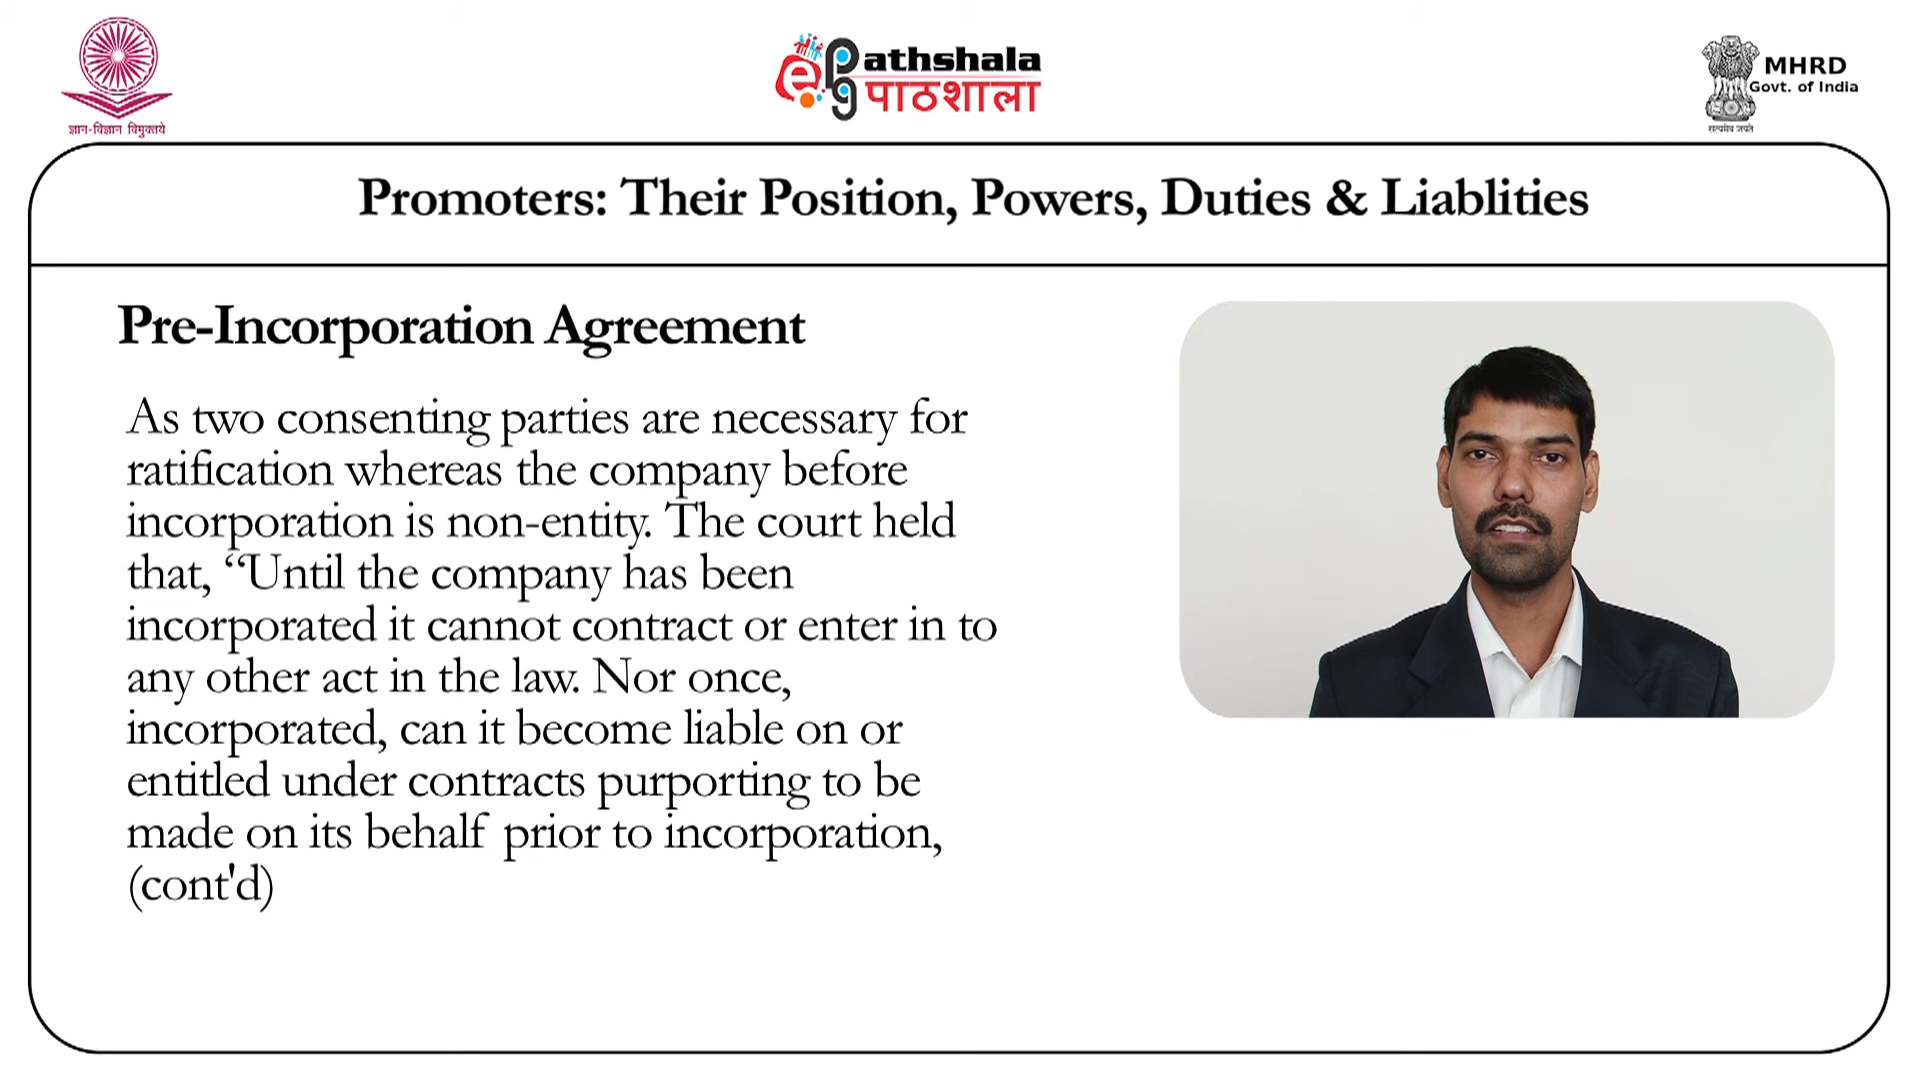 ज्ञान-विज्ञान विमुक्तये
ePathshala
पाठशाला
MHRD
Govt. of India
सत्यमेव जयते
Promoters: Their Position, Powers, Duties & Liablities
Pre-Incorporation Agreement
As two consenting parties are necessary for
ratification whereas the company before
incorporation is non-entity. The court held
that, “Until the company has been
incorporated it cannot contract or enter in to
any other act in the law. Nor once,
incorporated, can it become liable on or
entitled under contracts purporting to be
made on its behalf prior to incorporation,
(cont'd)